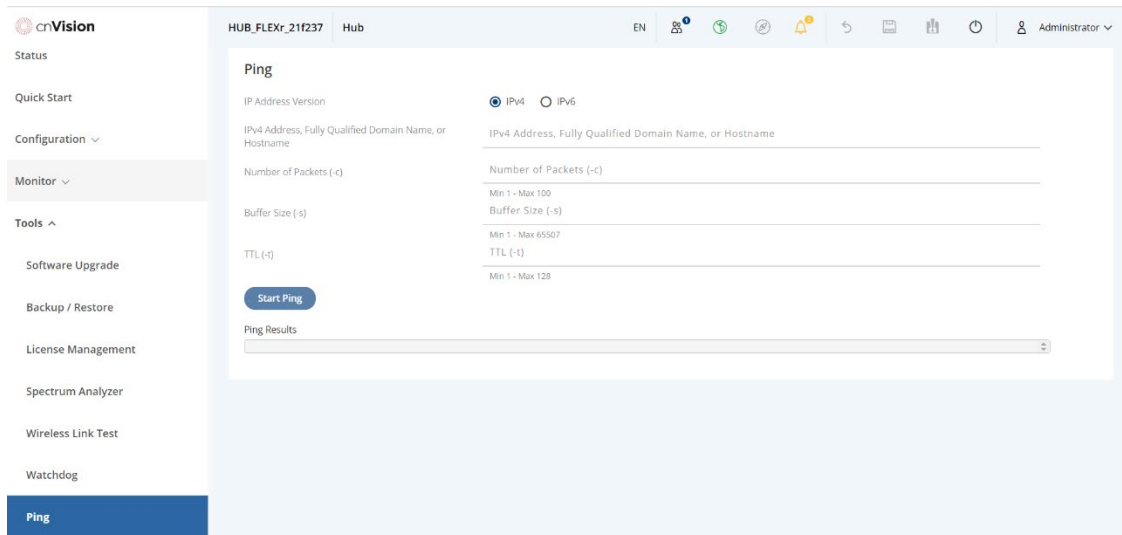 cnVision
HUB_FLEXr_21f237 Hub
EN
1
0
Administrator
Status
Quick Start
Configuration
Monitor
Tools
Software Upgrade
Backup / Restore
License Management
Spectrum Analyzer
Wireless Link Test
Watchdog
Ping
Ping
IP Address Version
IPv4 IPv6
IPv4 Address, Fully Qualified Domain Name, or
Hostname
IPv4 Address, Fully Qualified Domain Name, or Hostname
Number of Packets (-c)
Number of Packets (-c)
Min 1 - Max 100
Buffer Size (-s)
Buffer Size (-s)
Min 1 - Max 65507
TTL (-t)
TTL (-t)
Min 1 - Max 128
Start Ping
Ping Results